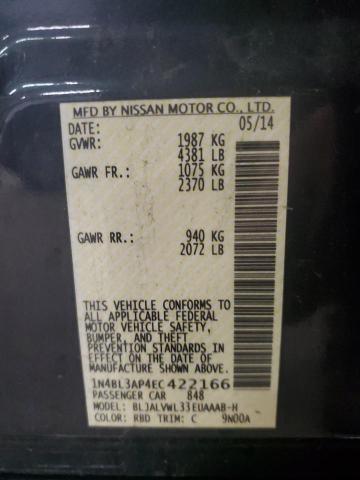 MFD BY NISSAN MOTOR CO., LTD.
DATE: 05/14
GVWR: 1987 KG
4381 LB
GAWR FR.: 1075 KG
2370 LB
GAWR RR.: 940 KG
2072 LB
THIS VEHICLE CONFORMS TO
ALL APPLICABLE FEDERAL
MOTOR VEHICLE SAFETY,
BUMPER, AND THEFT
PREVENTION STANDARDS IN
EFFECT ON THE DATE OF
MANUFACTURE SHOWN ABOVE.
1N4BL3AP4EC422166
PASSENGER CAR 848
MODEL: BLJALVWL33EUAAAB-H
COLOR: RBD TRIM: C 9N00A